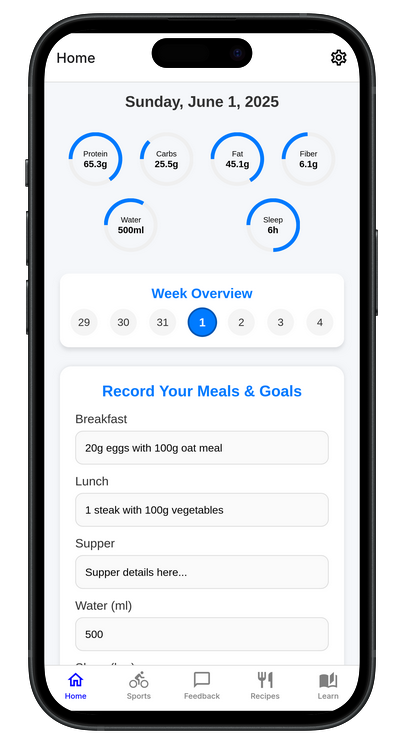 Home
Sunday, June 1, 2025
Protein Carbs Fat Fiber
65.3g 25.5g 45.1g 6.1g
Water Sleep
500ml 6h
Week Overview
29 30 31 1 2 3 4
Record Your Meals & Goals
Breakfast
20g eggs with 100g oat meal
Lunch
1 steak with 100g vegetables
Supper
Supper details here...
Water (ml)
500
Home Sports Feedback Recipes Learn